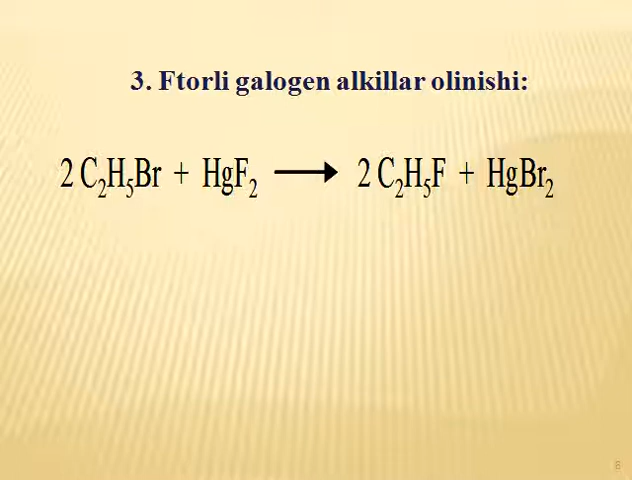 3. Ftorli galogen alkillar olinishi:
2 C₂H₅Br + HgF₂ ⟶ 2 C₂H₅F + HgBr₂
8